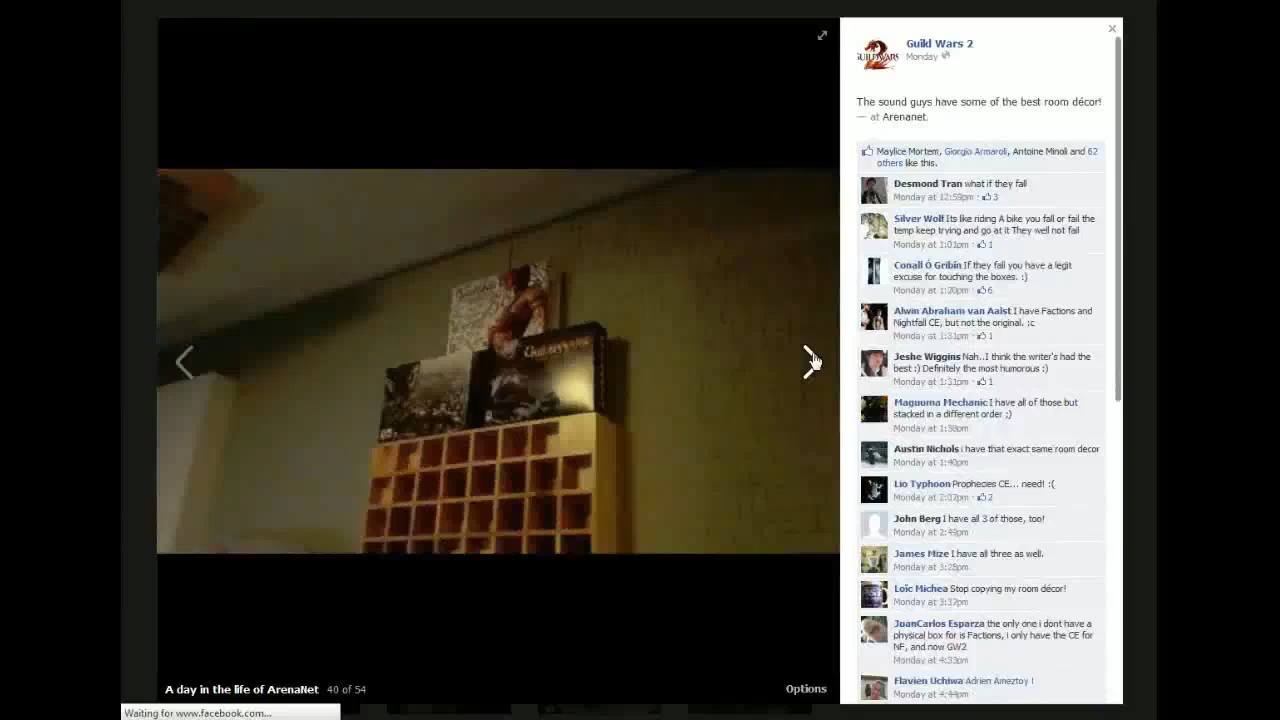 Guild Wars 2
Monday
GUILDWARS
2
The sound guys have some of the best room décor!
— at Arenanet.
Maylice Mortem, Giorgio Armaroli, Antoine Minoli and 62
others like this.
Desmond Tran what if they fall
Monday at 12:59pm · 3
Silver Wolf Its like riding A bike you fall or fail the
temp keep trying and go at it They well not fail
Monday at 1:01pm · 1
Conall Ó Gribín If they fall you have a legit
excuse for touching the boxes. :)
Monday at 1:20pm · 6
Alwin Abraham van Aalst I have Factions and
Nightfall CE, but not the original. :c
Monday at 1:31pm · 1
Jeshe Wiggins Nah..I think the writer's had the
best :) Definitely the most humorous :)
Monday at 1:31pm · 1
Maguuma Mechanic I have all of those but
stacked in a different order ;)
Monday at 1:39pm
Austin Nichols i have that exact same room decor
Monday at 1:40pm
Lio Typhoon Prophecies CE... need! :(
Monday at 2:07pm · 2
John Berg I have all 3 of those, too!
Monday at 2:49pm
James Mize I have all three as well.
Monday at 3:28pm
Loïc Michea Stop copying my room décor!
Monday at 3:37pm
JuanCarlos Esparza the only one i dont have a
physical box for is Factions, i only have the CE for
NF, and now GW2
Monday at 4:33pm
Flavien Uchiwa Adrien Ameztoy !
Monday at 4:44pm
GUILDWARS
A day in the life of ArenaNet 40 of 54
Options
Waiting for www.facebook.com...